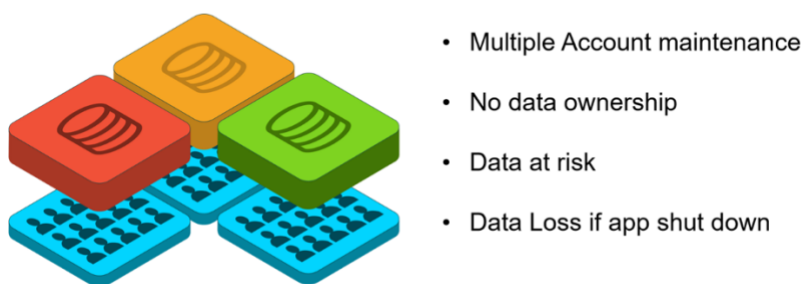 • Multiple Account maintenance
• No data ownership
• Data at risk
• Data Loss if app shut down